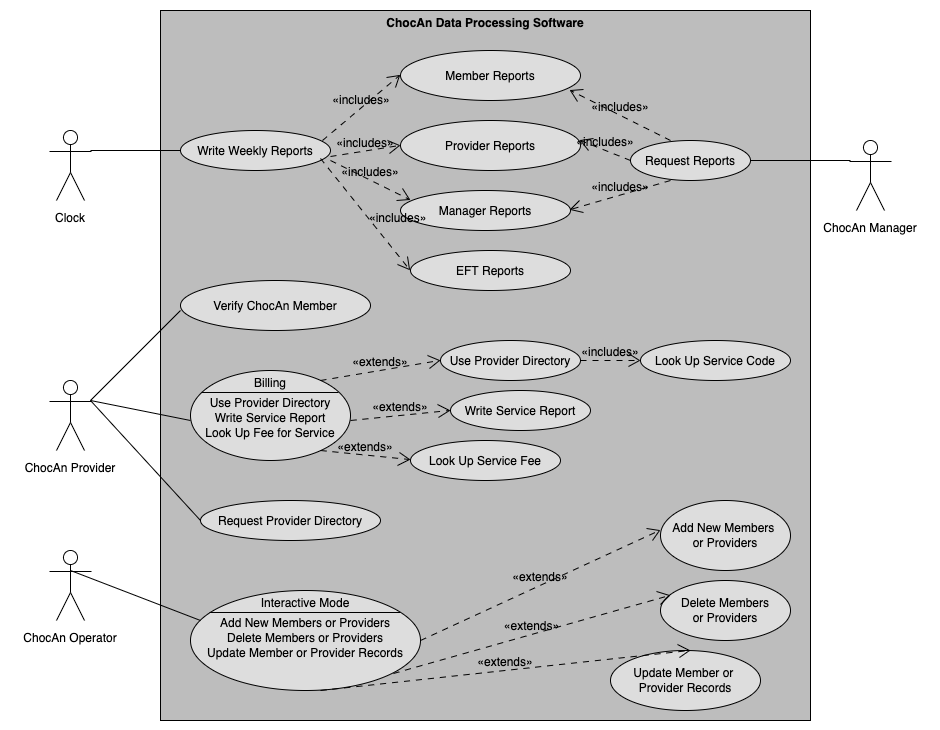 ChocAn Data Processing Software
Member Reports
«includes»
«includes»
Clock
Write Weekly Reports
«includes»
Provider Reports
«includes»
Request Reports
ChocAn Manager
«includes»
«includes»
Manager Reports
«includes»
EFT Reports
Verify ChocAn Member
ChocAn Provider
Billing
Use Provider Directory
Write Service Report
Look Up Fee for Service
«extends»
Use Provider Directory
«includes»
Look Up Service Code
«extends»
Write Service Report
«extends»
Look Up Service Fee
Request Provider Directory
ChocAn Operator
Interactive Mode
Add New Members or Providers
Delete Members or Providers
Update Member or Provider Records
«extends»
Add New Members
or Providers
«extends»
Delete Members
or Providers
«extends»
Update Member or
Provider Records